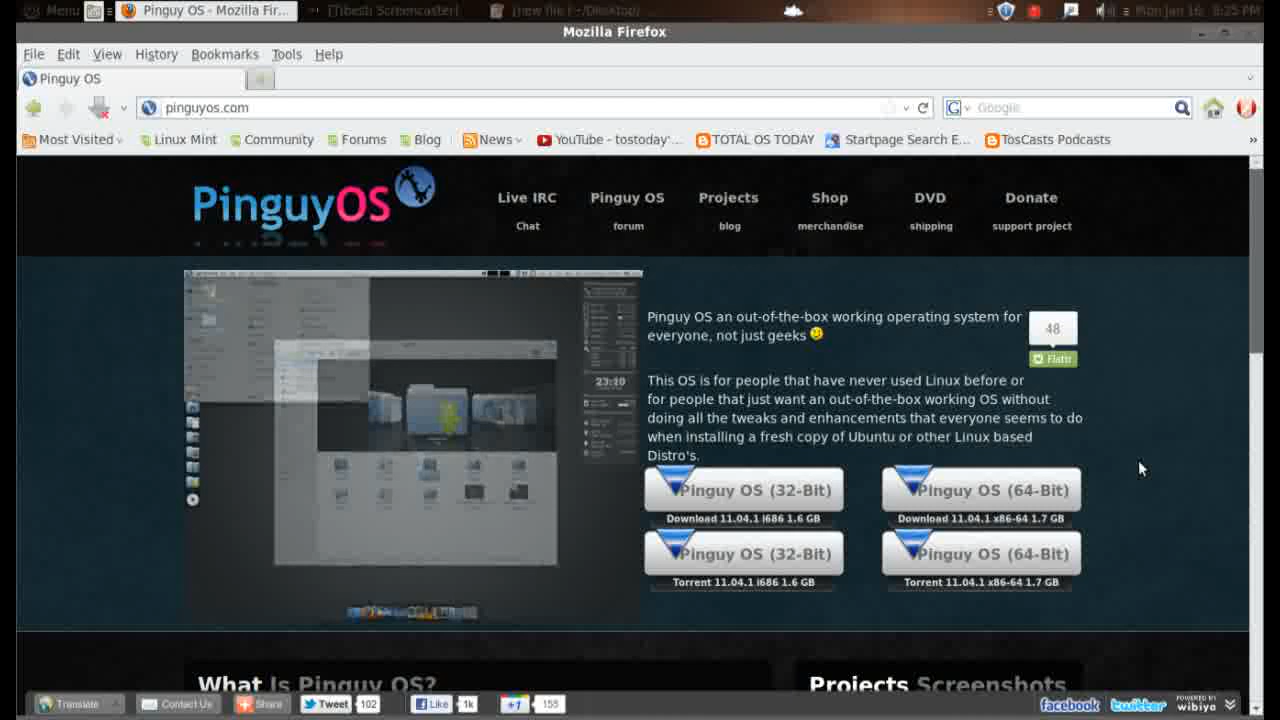 Menu Pinguy OS - Mozilla Fir... [Tibesti Screencaster] [new file (~/Desktop) Mon Jan 16, 8:25 PM
Mozilla Firefox
File Edit View History Bookmarks Tools Help
Pinguy OS
pinguyos.com Google
Most Visited Linux Mint Community Forums Blog News YouTube - tostoday'... TOTAL OS TODAY Startpage Search E... TosCasts Podcasts »
PinguyOS
Live IRC Pinguy OS Projects Shop DVD Donate
Chat forum blog merchandise shipping support project
Pinguy OS an out-of-the-box working operating system for
everyone, not just geeks
48
Flattr
This OS is for people that have never used Linux before or
for people that just want an out-of-the-box working OS without
doing all the tweaks and enhancements that everyone seems to do
when installing a fresh copy of Ubuntu or other Linux based
Distro's.
23:10
Pinguy OS (32-Bit) Pinguy OS (64-Bit)
Download 11.04.1 i686 1.6 GB Download 11.04.1 x86-64 1.7 GB
Pinguy OS (32-Bit) Pinguy OS (64-Bit)
Torrent 11.04.1 i686 1.6 GB Torrent 11.04.1 x86-64 1.7 GB
What Is Pinguy OS? Projects Screenshots
Translate Contact Us Share Tweet 102 Like 1k +1 155 facebook twitter POWERED BY wibiya